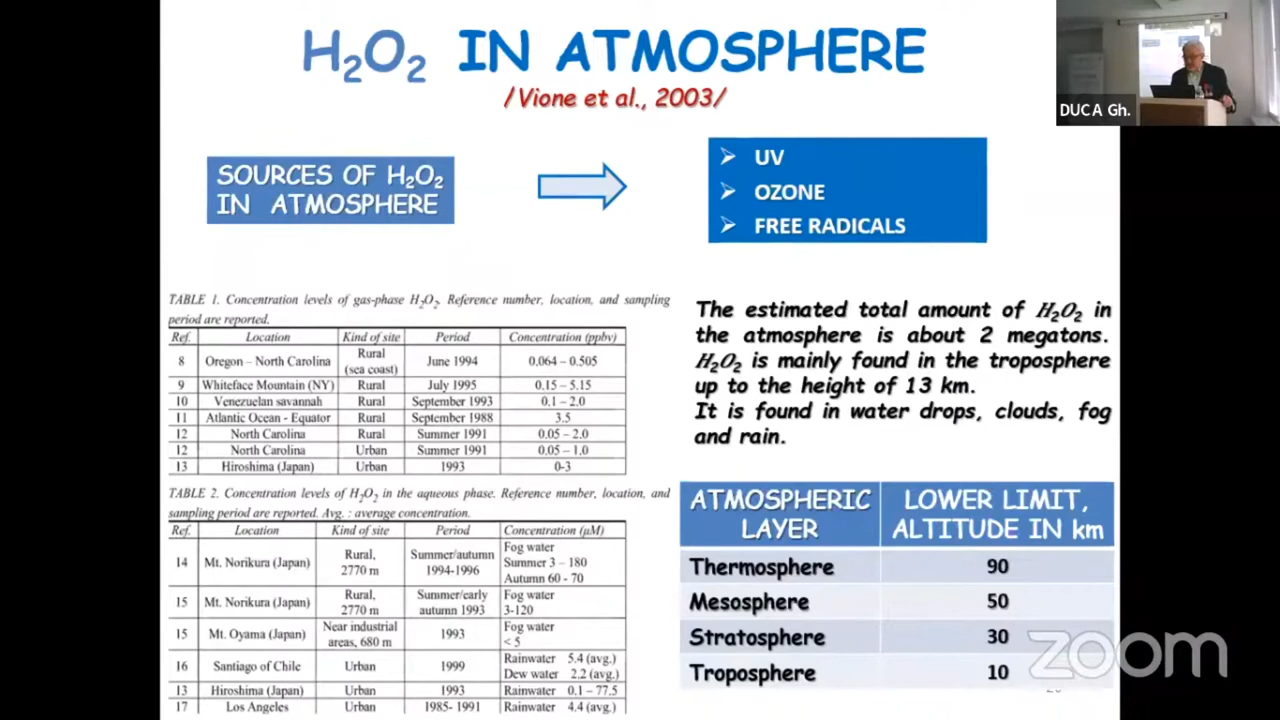 H₂O₂ IN ATMOSPHERE
/Vione et al., 2003/
DUCA Gh.
SOURCES OF H₂O₂
IN ATMOSPHERE
UV
OZONE
FREE RADICALS
TABLE 1. Concentration levels of gas-phase H₂O₂. Reference number, location, and sampling
period are reported.
Ref. Location Kind of site Period Concentration (ppbv)
8 Oregon – North Carolina Rural (sea coast) June 1994 0.064 – 0.505
9 Whiteface Mountain (NY) Rural July 1995 0.15 – 5.15
10 Venezuelan savannah Rural September 1993 0.1 – 2.0
11 Atlantic Ocean - Equator Rural September 1988 3.5
12 North Carolina Rural Summer 1991 0.05 – 2.0
12 North Carolina Urban Summer 1991 0.05 – 1.0
13 Hiroshima (Japan) Urban 1993 0-3
TABLE 2. Concentration levels of H₂O₂ in the aqueous phase. Reference number, location, and
sampling period are reported. Avg. : average concentration.
Ref. Location Kind of site Period Concentration (μM)
14 Mt. Norikura (Japan) Rural, 2770 m Summer/autumn 1994-1996 Fog water Summer 3 – 180 Autumn 60 - 70
15 Mt. Norikura (Japan) Rural, 2770 m Summer/early autumn 1993 Fog water 3-120
15 Mt. Oyama (Japan) Near industrial areas, 680 m 1993 Fog water < 5
16 Santiago of Chile Urban 1999 Rainwater 5.4 (avg.) Dew water 2.2 (avg.)
13 Hiroshima (Japan) Urban 1993 Rainwater 0.1 – 77.5
17 Los Angeles Urban 1985- 1991 Rainwater 4.4 (avg.)
The estimated total amount of H₂O₂ in
the atmosphere is about 2 megatons.
H₂O₂ is mainly found in the troposphere
up to the height of 13 km.
It is found in water drops, clouds, fog
and rain.
ATMOSPHERIC LAYER LOWER LIMIT, ALTITUDE IN km
Thermosphere 90
Mesosphere 50
Stratosphere 30
Troposphere 10
zoom